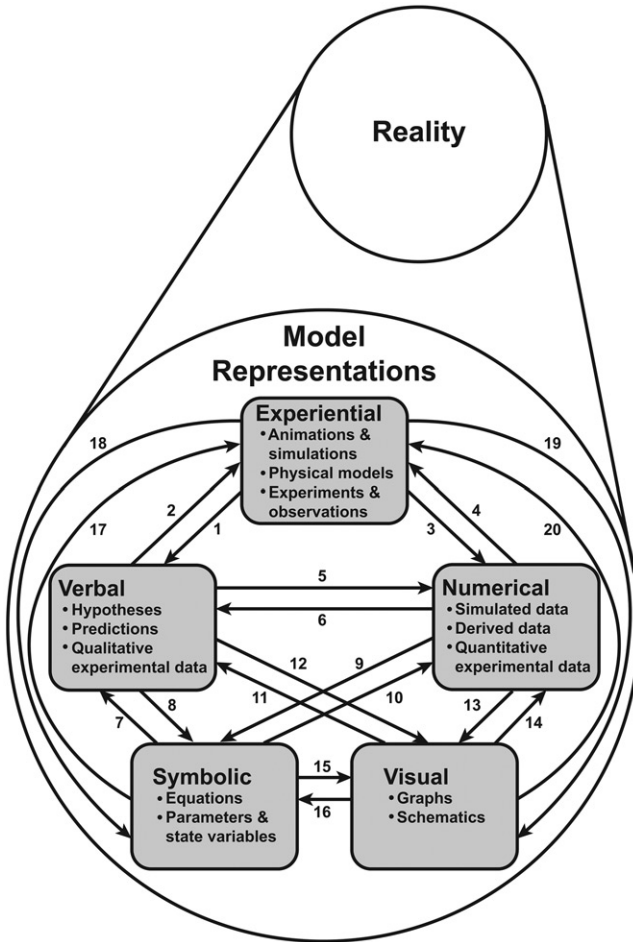 Reality
Model
Representations
Experiential
• Animations &
simulations
• Physical models
• Experiments &
observations
18
19
2
4
17
1
3
20
Verbal
• Hypotheses
• Predictions
• Qualitative
experimental data
5
6
Numerical
• Simulated data
• Derived data
• Quantitative
experimental data
12
9
11
10
8
7
13
14
Symbolic
• Equations
• Parameters &
state variables
15
16
Visual
• Graphs
• Schematics